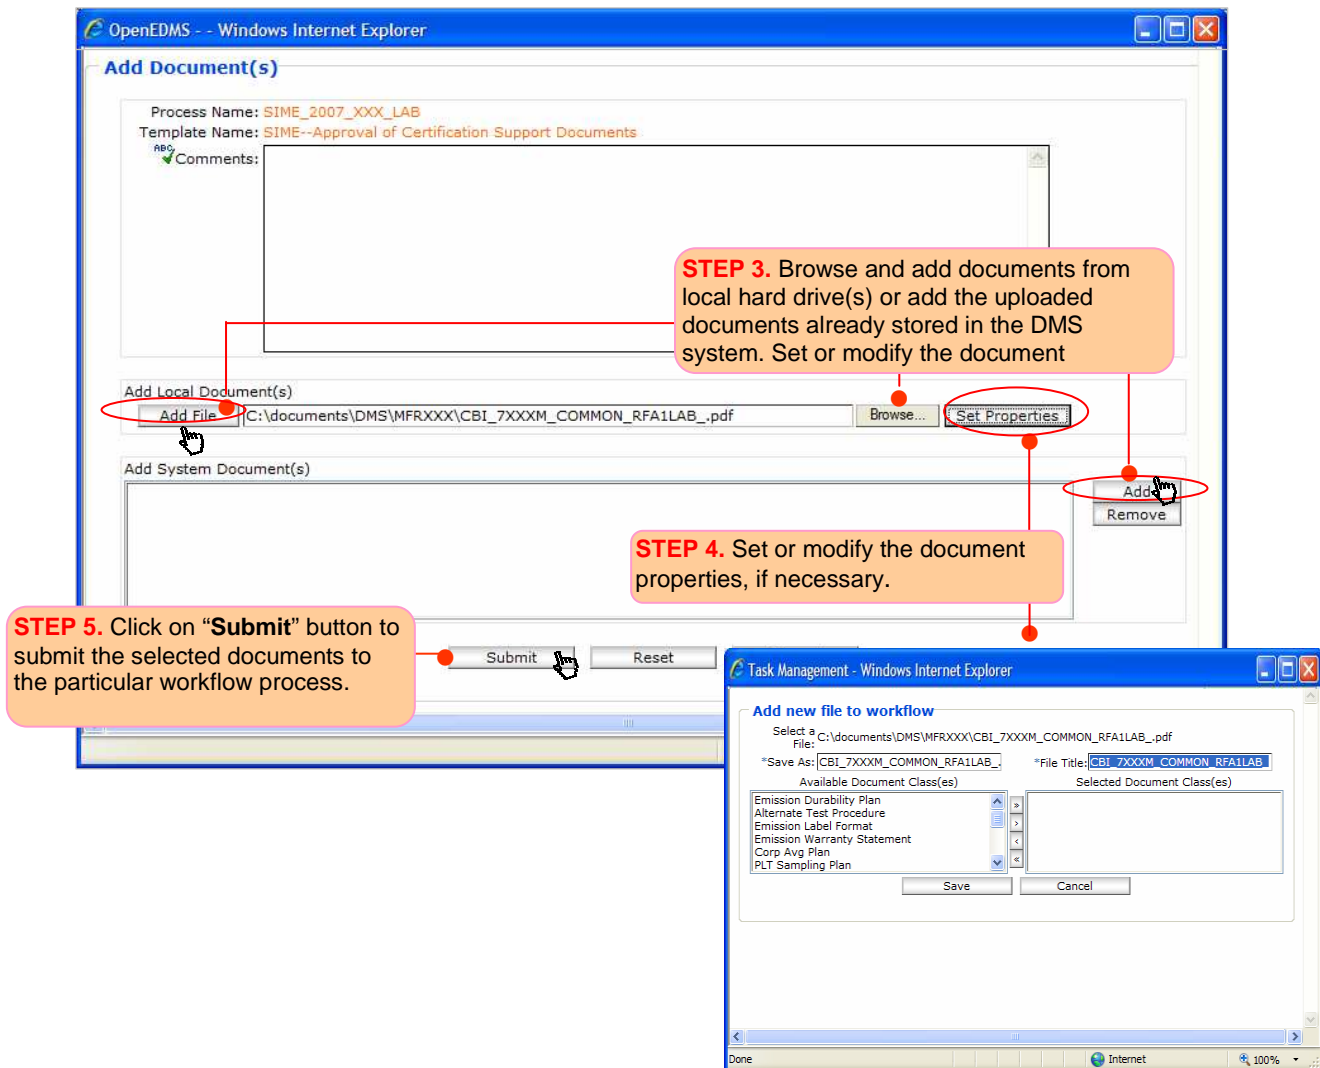 OpenEDMS - - Windows Internet Explorer
Add Document(s)
Process Name: SIME_2007_XXX_LAB
Template Name: SIME--Approval of Certification Support Documents
ABC Comments:
STEP 3. Browse and add documents from
local hard drive(s) or add the uploaded
documents already stored in the DMS
system. Set or modify the document
Add Local Document(s)
Add File C:\documents\DMS\MFRXXX\CBI_7XXXM_COMMON_RFA1LAB_.pdf Browse... Set Properties
Add System Document(s)
Add
Remove
STEP 4. Set or modify the document
properties, if necessary.
STEP 5. Click on “Submit” button to
submit the selected documents to
the particular workflow process.
Submit Reset
Task Management - Windows Internet Explorer
Add new file to workflow
Select a
File: C:\documents\DMS\MFRXXX\CBI_7XXXM_COMMON_RFA1LAB_.pdf
*Save As: CBI_7XXXM_COMMON_RFA1LAB_. *File Title: CBI_7XXXM_COMMON_RFA1LAB_
Available Document Class(es) Selected Document Class(es)
Emission Durability Plan
Alternate Test Procedure
Emission Label Format
Emission Warranty Statement
Corp Avg Plan
PLT Sampling Plan
»
›
‹
«
Save Cancel
Done Internet 100%